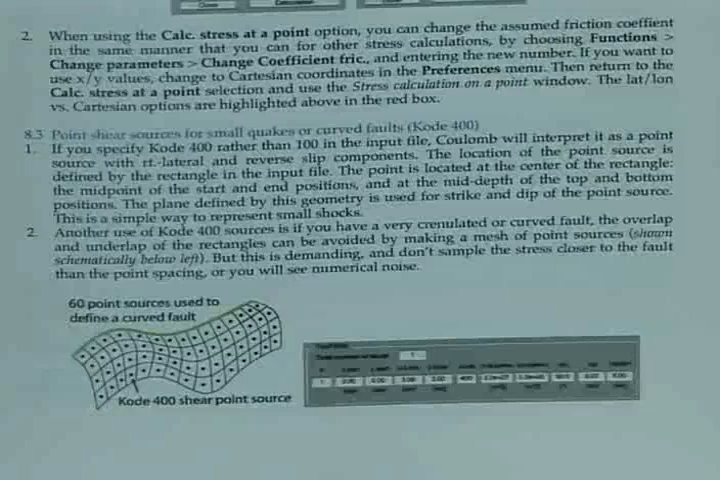 2. When using the Calc. stress at a point option, you can change the assumed friction coeffient
in the same manner that you can for other stress calculations, by choosing Functions >
Change parameters > Change Coefficient fric., and entering the new number. If you want to
use x/y values, change to Cartesian coordinates in the Preferences menu. Then return to the
Calc. stress at a point selection and use the Stress calculation on a point window. The lat/lon
vs. Cartesian options are highlighted above in the red box.
8.3 Point shear sources for small quakes or curved faults (Kode 400)
1. If you specify Kode 400 rather than 100 in the input file, Coulomb will interpret it as a point
source with rt.-lateral and reverse slip components. The location of the point source is
defined by the rectangle in the input file. The point is located at the center of the rectangle:
the midpoint of the start and end positions, and at the mid-depth of the top and bottom
positions. The plane defined by this geometry is used for strike and dip of the point source.
This is a simple way to represent small shocks.
2. Another use of Kode 400 sources is if you have a very crenulated or curved fault, the overlap
and underlap of the rectangles can be avoided by making a mesh of point sources (shown
schematically below left). But this is demanding, and don't sample the stress closer to the fault
than the point spacing, or you will see numerical noise.
60 point sources used to
define a curved fault
Kode 400 shear point source